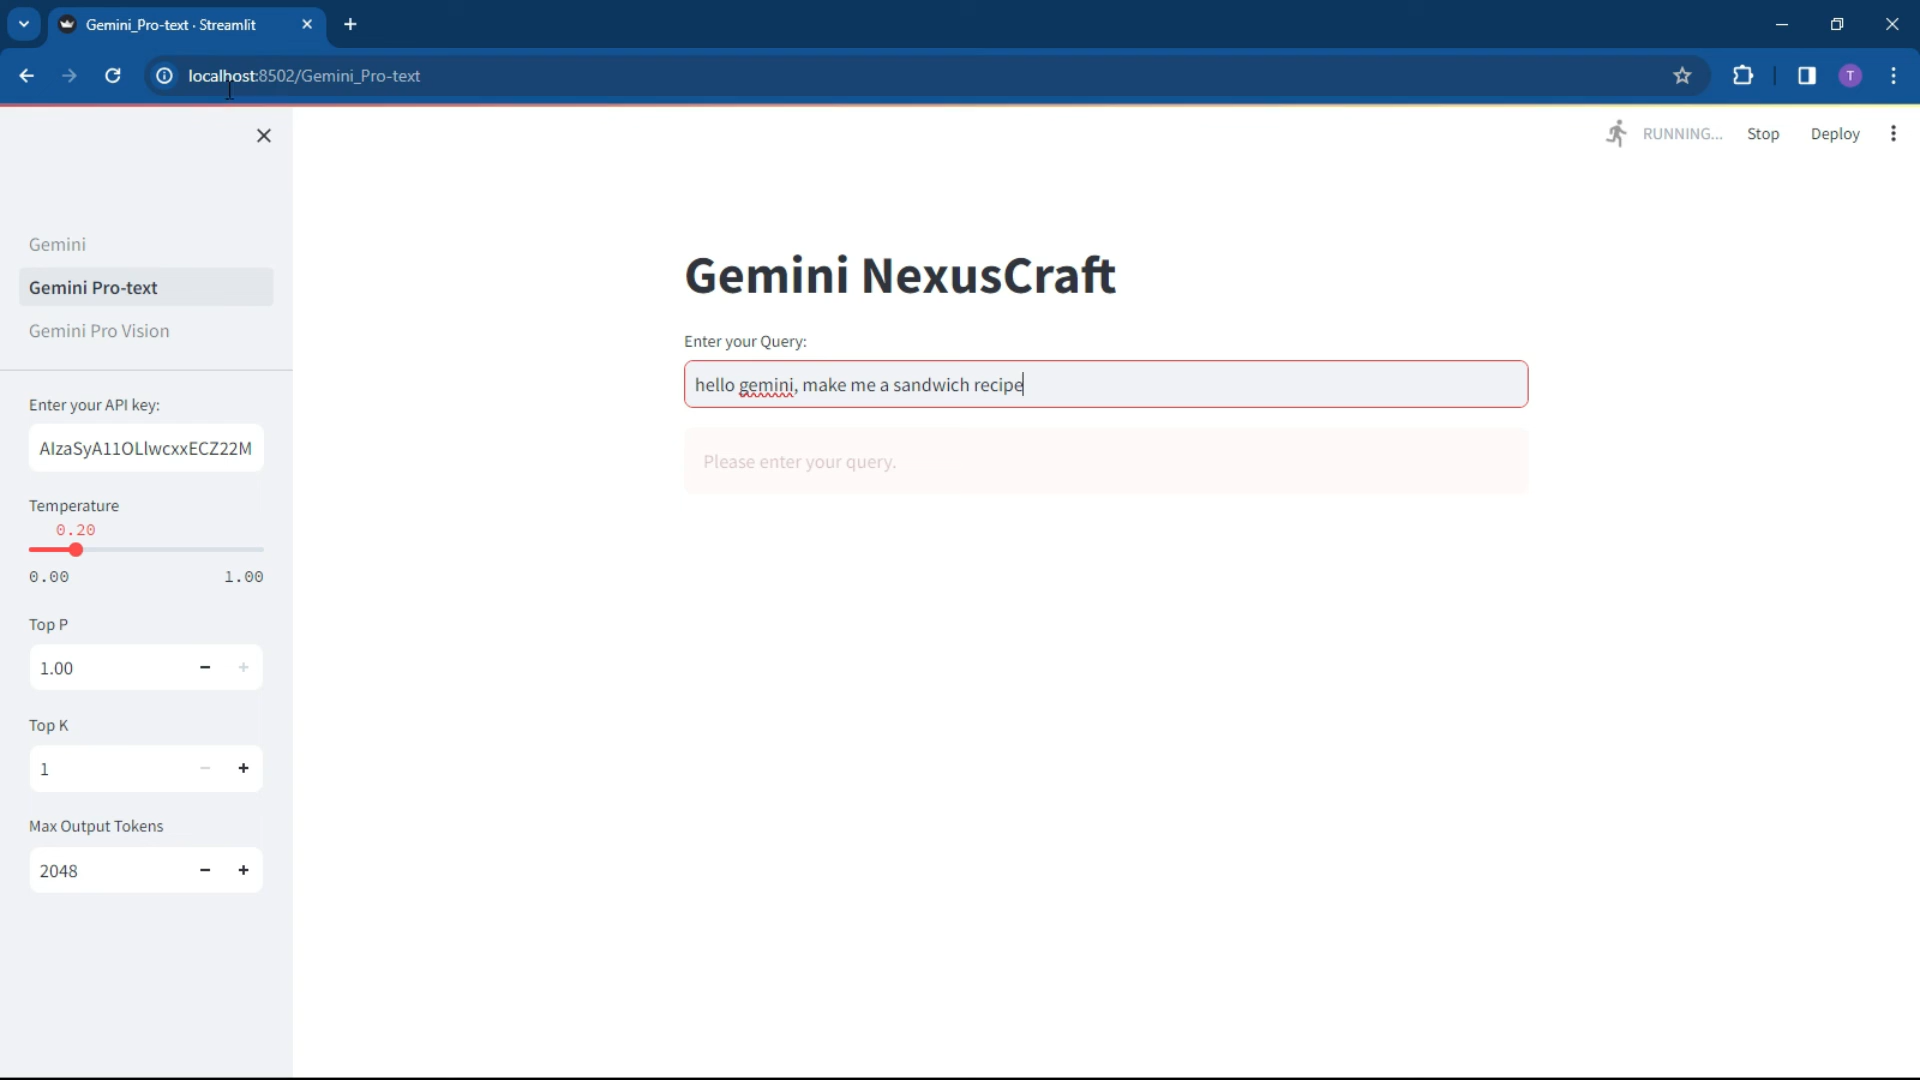 Gemini_Pro-text · Streamlit
localhost:8502/Gemini_Pro-text
T
RUNNING...
Stop
Deploy
Gemini
Gemini Pro-text
Gemini Pro Vision
Enter your API key:
AIzaSyA11OLlwcxxECZ22M
Temperature
0.20
0.00
1.00
Top P
1.00
Top K
1
Max Output Tokens
2048
Gemini NexusCraft
Enter your Query:
hello gemini, make me a sandwich recipe
Please enter your query.